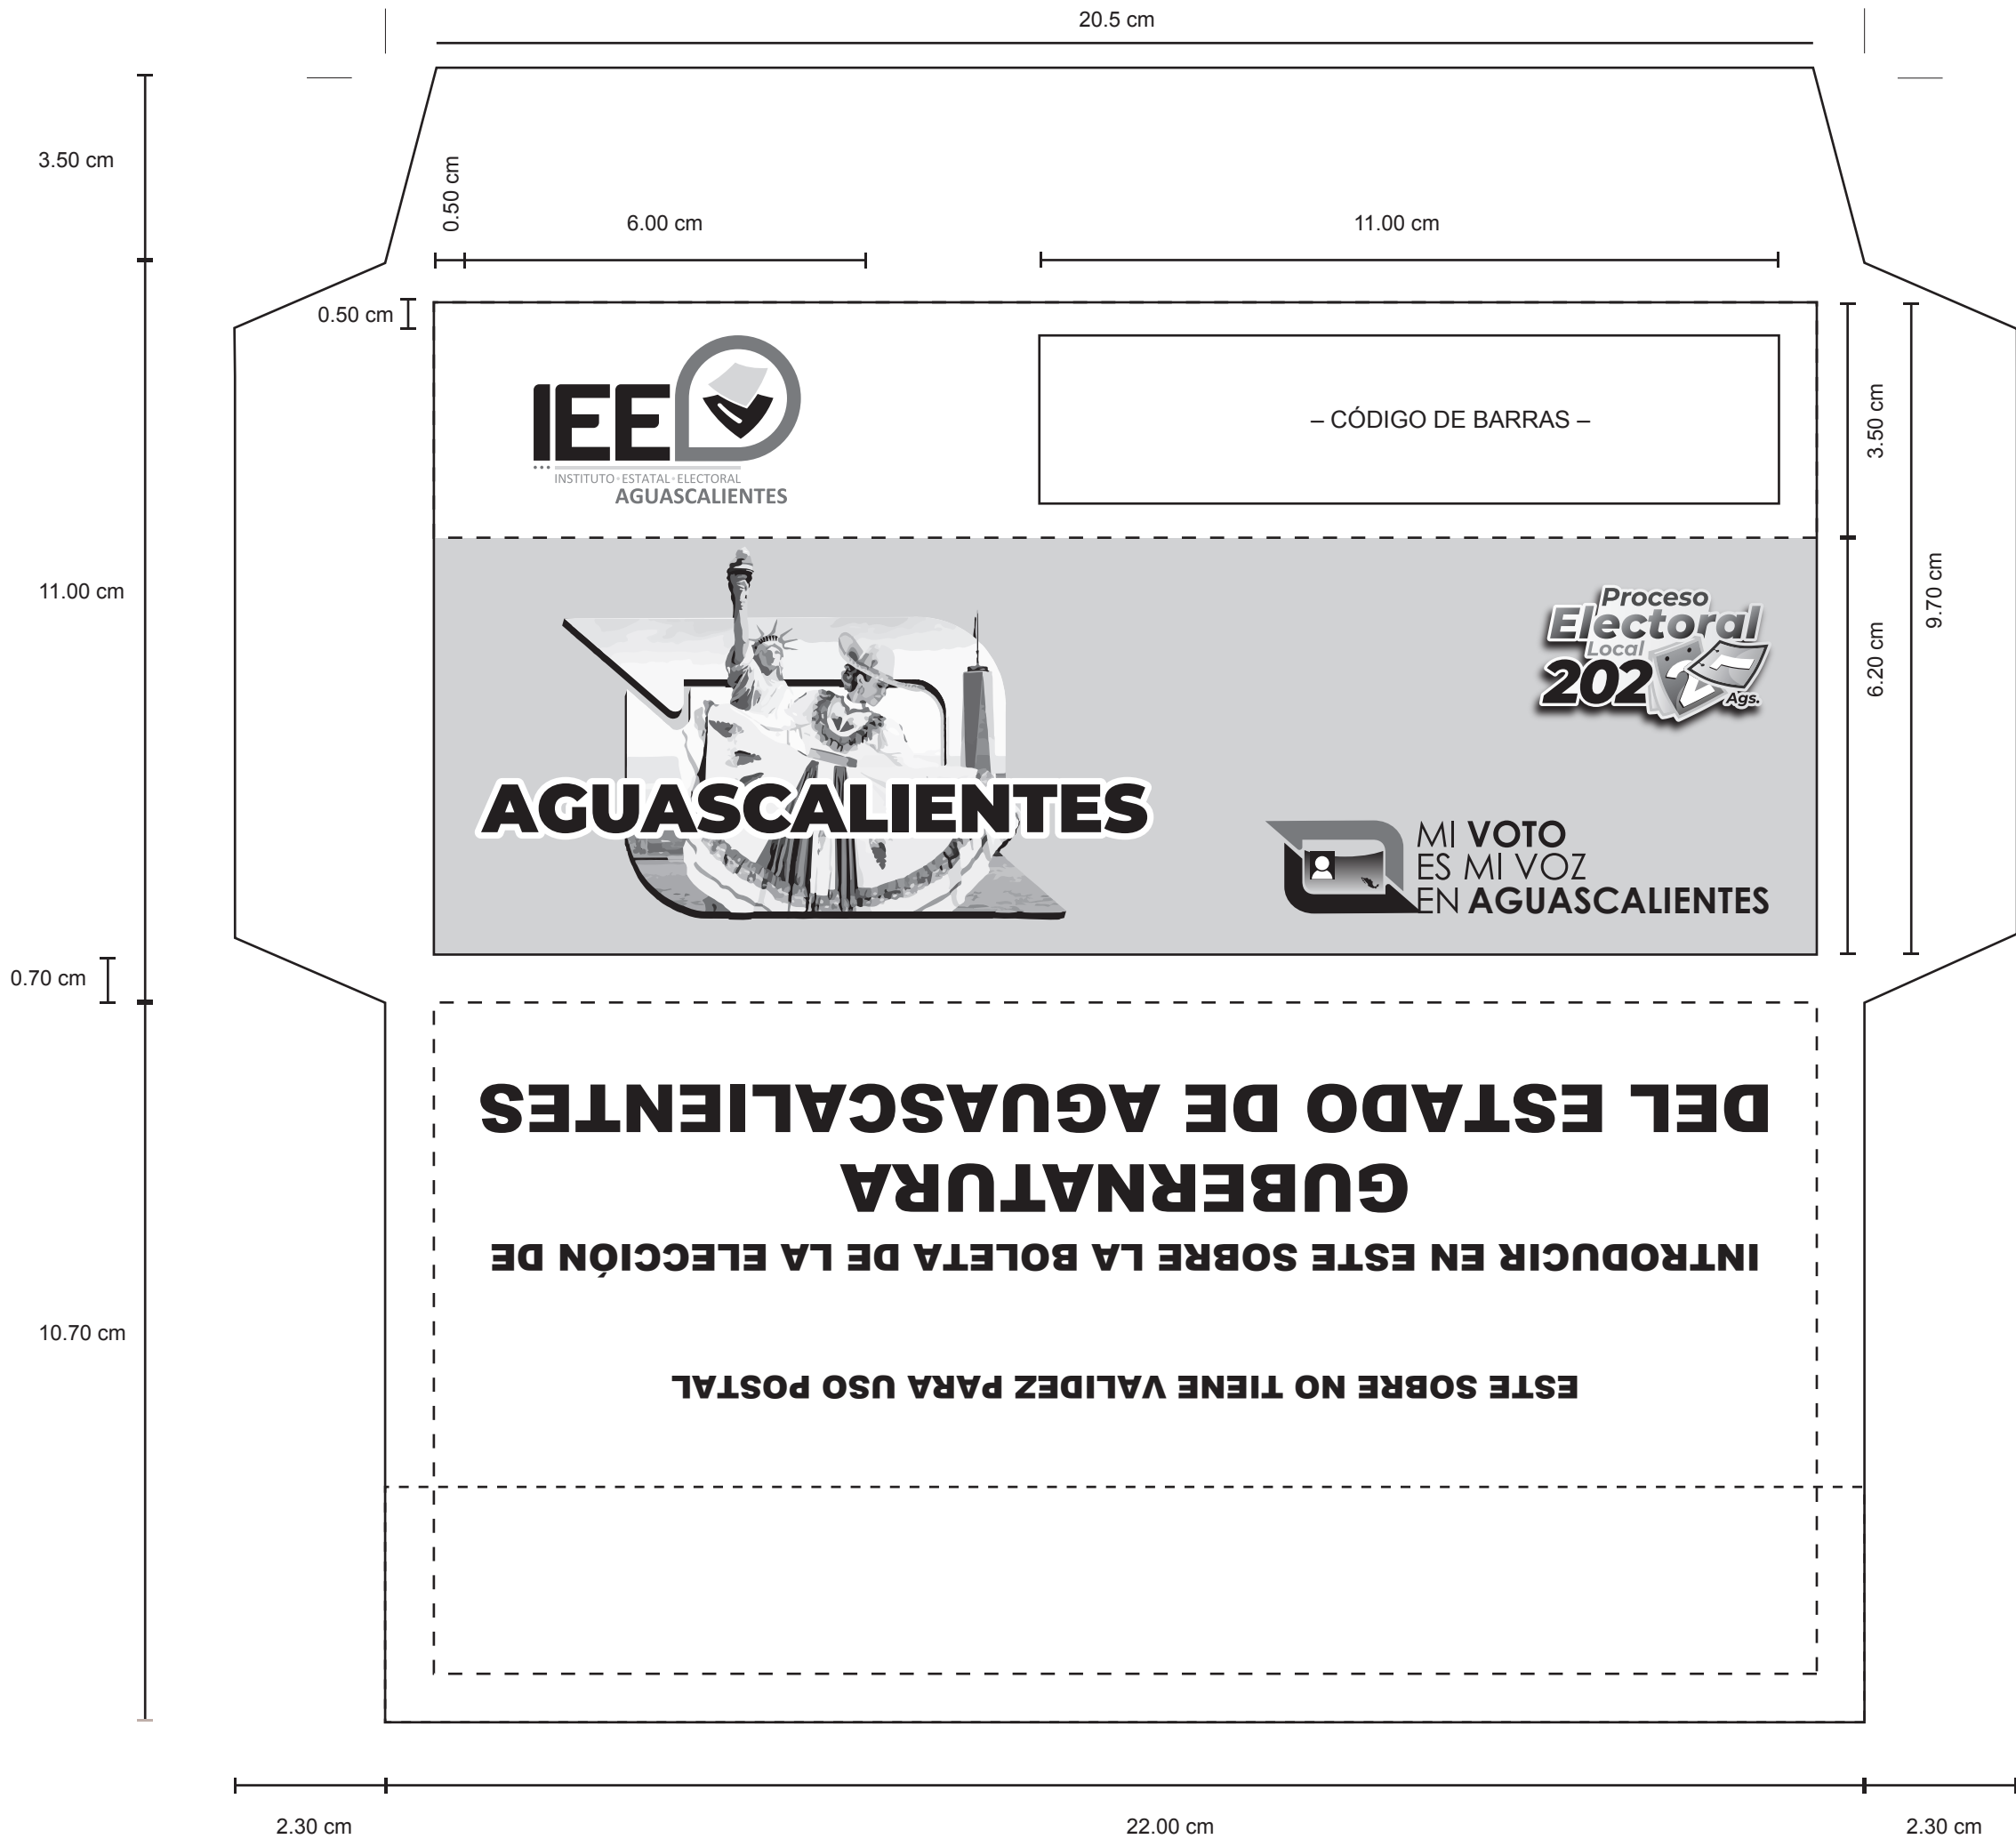 20.5 cm
3.50 cm
0.50 cm
6.00 cm
11.00 cm
0.50 cm
IEE
INSTITUTO·ESTATAL·ELECTORAL
AGUASCALIENTES
– CÓDIGO DE BARRAS –
3.50 cm
11.00 cm
9.70 cm
Proceso
Electoral
Local
2021
Ags.
6.20 cm
AGUASCALIENTES
MI VOTO
ES MI VOZ
EN AGUASCALIENTES
0.70 cm
INTRODUCIR EN ESTE SOBRE LA BOLETA DE LA ELECCIÓN DE
GUBERNATURA
DEL ESTADO DE AGUASCALIENTES
ESTE SOBRE NO TIENE VALIDEZ PARA USO POSTAL
10.70 cm
2.30 cm
22.00 cm
2.30 cm